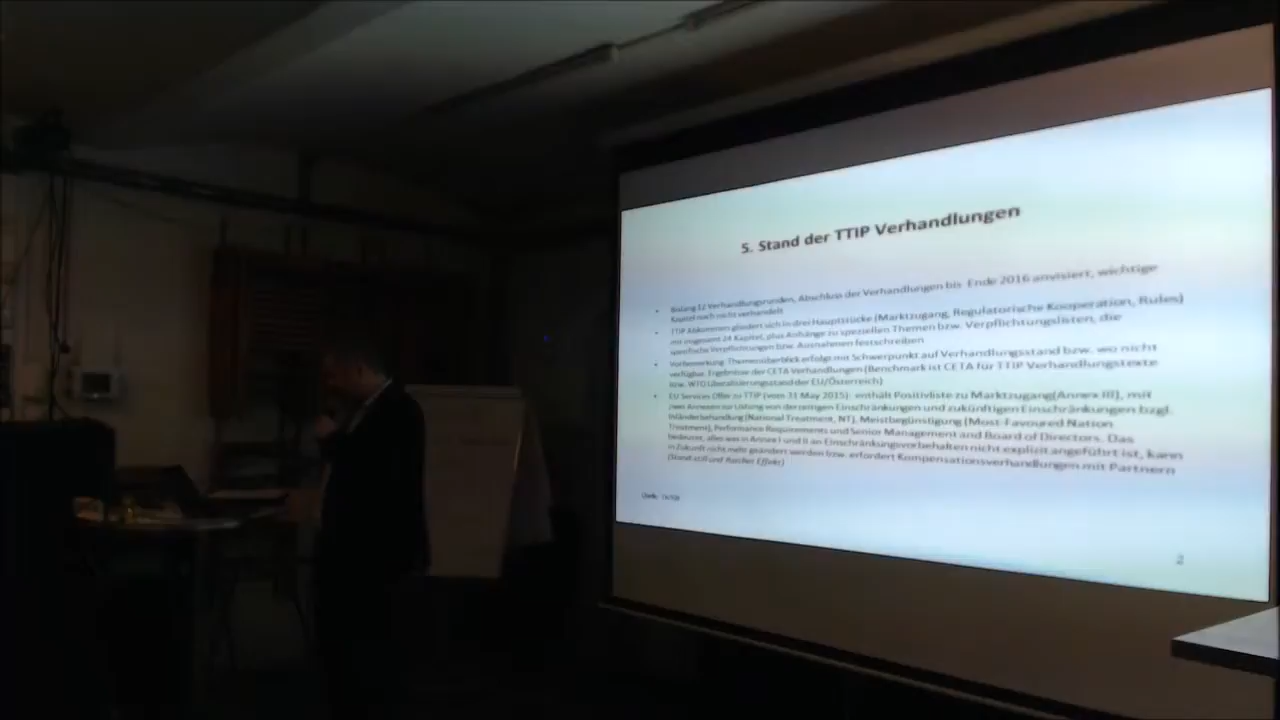 5. Stand der TTIP Verhandlungen
Bislang 12 Verhandlungsrunden, Abschluss der Verhandlungen bis Ende 2016 anvisiert, wichtige
Kapitel noch nicht verhandelt
TTIP Abkommen gliedert sich in drei Hauptstücke (Marktzugang, Regulatorische Kooperation, Rules)
mit insgesamt 24 Kapitel, plus Anhänge zu speziellen Themen bzw. Verpflichtungslisten, die
spezifische Verpflichtungen bzw. Ausnahmen festschreiben
Vorbemerkung: Themenüberblick erfolgt mit Schwerpunkt auf Verhandlungsstand bzw. wo nicht
verfügbar Ergebnisse der CETA Verhandlungen (Benchmark ist CETA für TTIP Verhandlungstexte
bzw. WTO Liberalisierungsstand der EU/Österreich)
EU Services Offer zu TTIP (vom 31 May 2015): enthält Positivliste zu Marktzugang(Annex III), mit
zwei Annexen zur Listung von derzeitigen Einschränkungen und zukünftigen Einschränkungen bzgl.
Inländerbehandlung (National Treatment, NT), Meistbegünstigung (Most-Favoured Nation
Treatment), Performance Requirements und Senior Management and Board of Directors. Das
bedeutet, alles was in Annex I und II an Einschränkungsvorbehalten nicht explizit angeführt ist, kann
in Zukunft nicht mehr geändert werden bzw. erfordert Kompensationsverhandlungen mit Partnern
(Stand still und Ratchet Effekt)
Quelle:
2